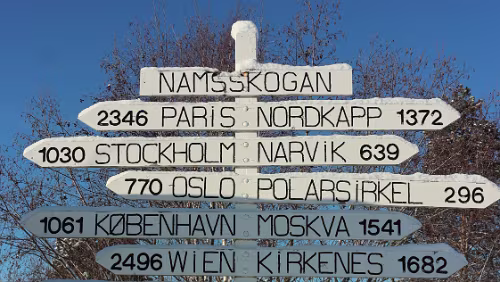 NAMSSKOGAN
2346 PARIS NORDKAPP 1372
1030 STOCKHOLM NARVIK 639
770 OSLO POLARSIRKEL 296
1061 KØBENHAVN MOSKVA 1541
2496 WIEN KIRKENES 1682